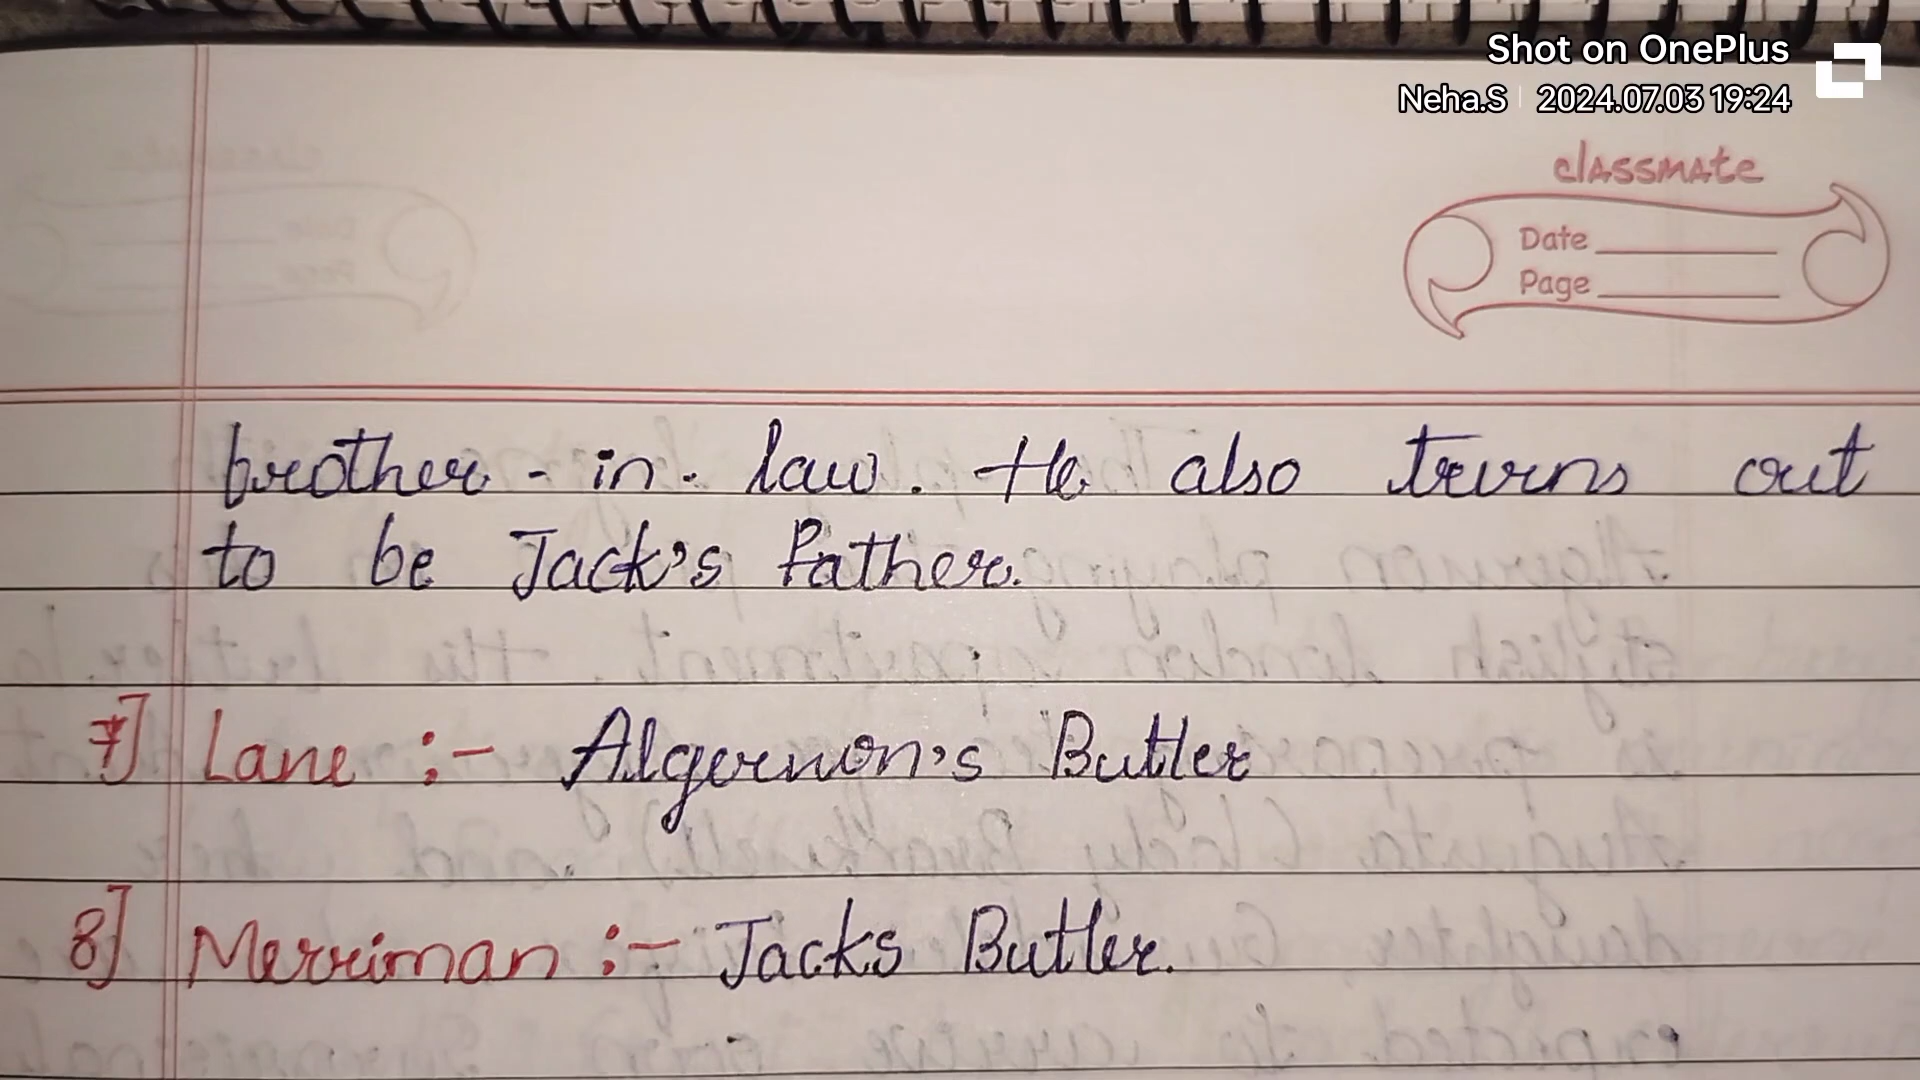 Shot on OnePlus
Neha.S | 2024.07.03 19:24
classmate
Date
Page
brother-in-law. He also turns out
to be Jack's Father.
7] Lane :- Algernon's Butler
8] Merriman :- Jacks Butler.